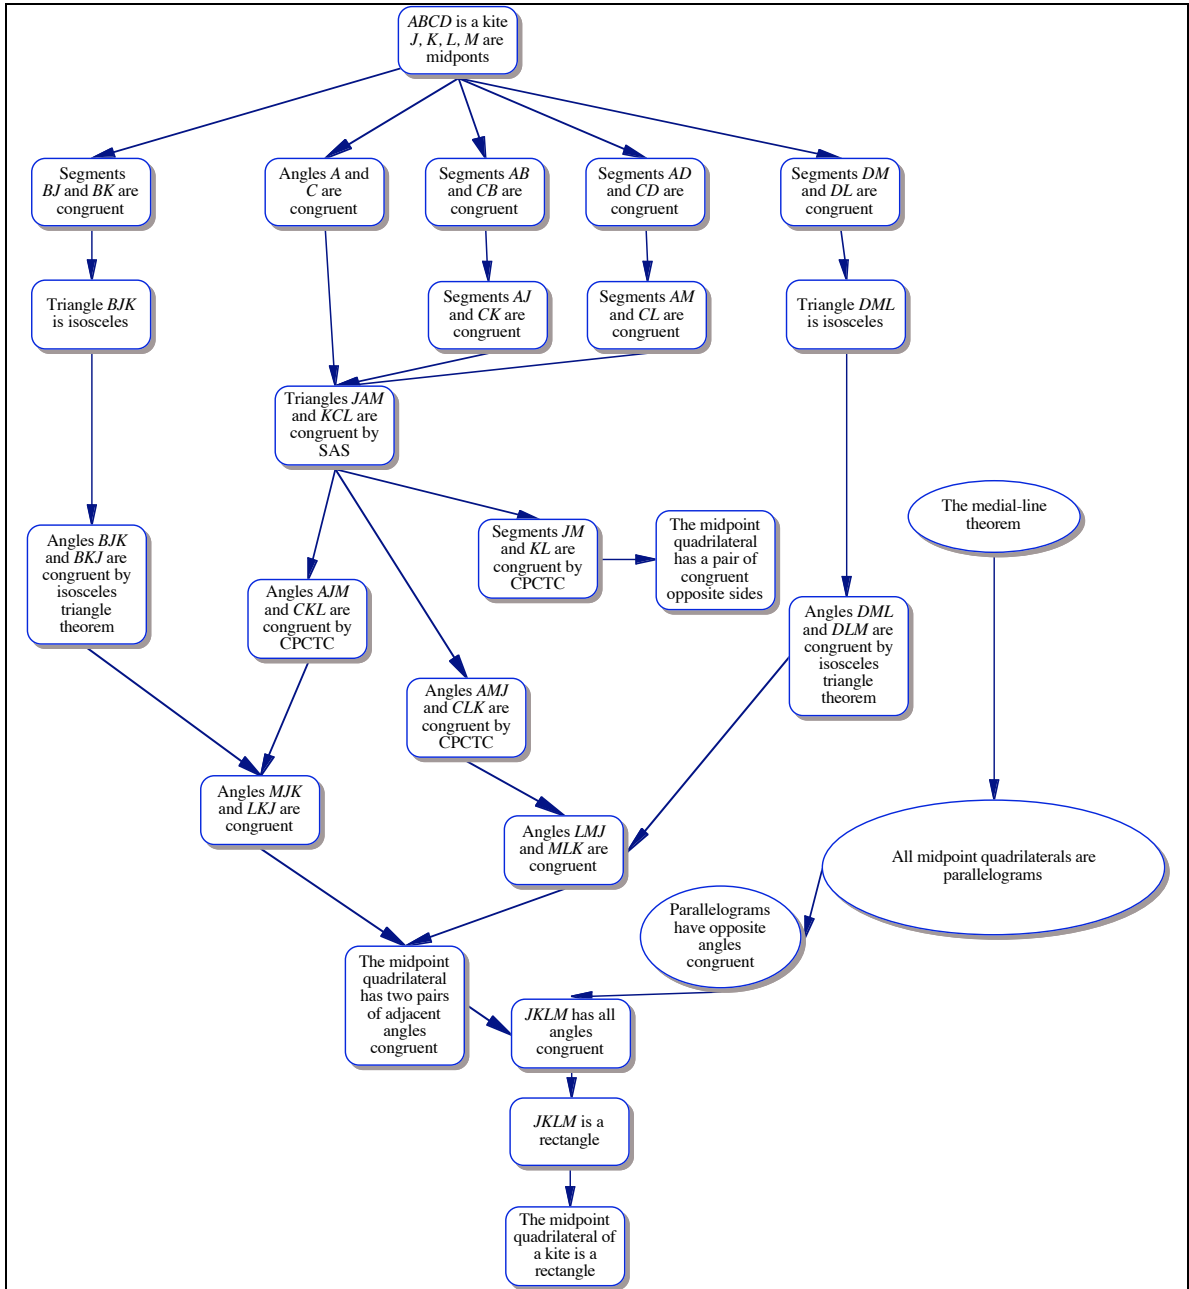 ABCD is a kite
J, K, L, M are
midponts
Segments
BJ and BK are
congruent
Angles A and
C are
congruent
Segments AB
and CB are
congruent
Segments AD
and CD are
congruent
Segments DM
and DL are
congruent
Triangle BJK
is isosceles
Segments AJ
and CK are
congruent
Segments AM
and CL are
congruent
Triangle DML
is isosceles
Triangles JAM
and KCL are
congruent by
SAS
Angles BJK
and BKJ are
congruent by
isosceles
triangle
theorem
Angles AJM
and CKL are
congruent by
CPCTC
Segments JM
and KL are
congruent by
CPCTC
The midpoint
quadrilateral
has a pair of
congruent
opposite sides
The medial-line
theorem
Angles DML
and DLM are
congruent by
isosceles
triangle
theorem
Angles AMJ
and CLK are
congruent by
CPCTC
Angles MJK
and LKJ are
congruent
Angles LMJ
and MLK are
congruent
All midpoint quadrilaterals are
parallelograms
Parallelograms
have opposite
angles
congruent
The midpoint
quadrilateral
has two pairs
of adjacent
angles
congruent
JKLM has all
angles
congruent
JKLM is a
rectangle
The midpoint
quadrilateral of
a kite is a
rectangle